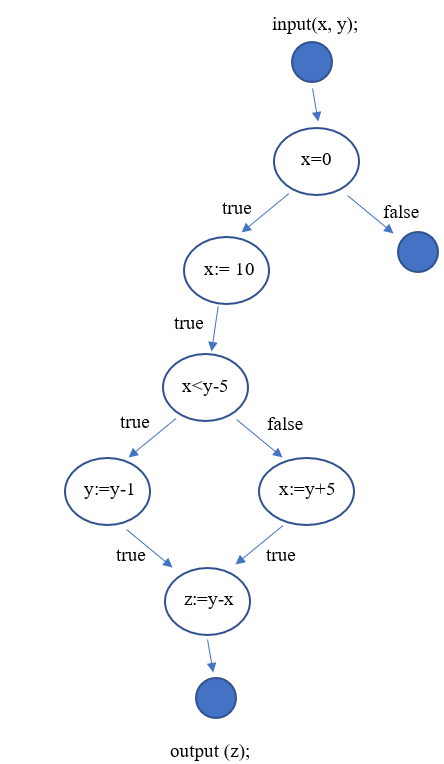 input(x, y);
x=0
true
false
x:= 10
true
x<y-5
true
false
y:=y-1
x:=y+5
true
true
z:=y-x
output (z);